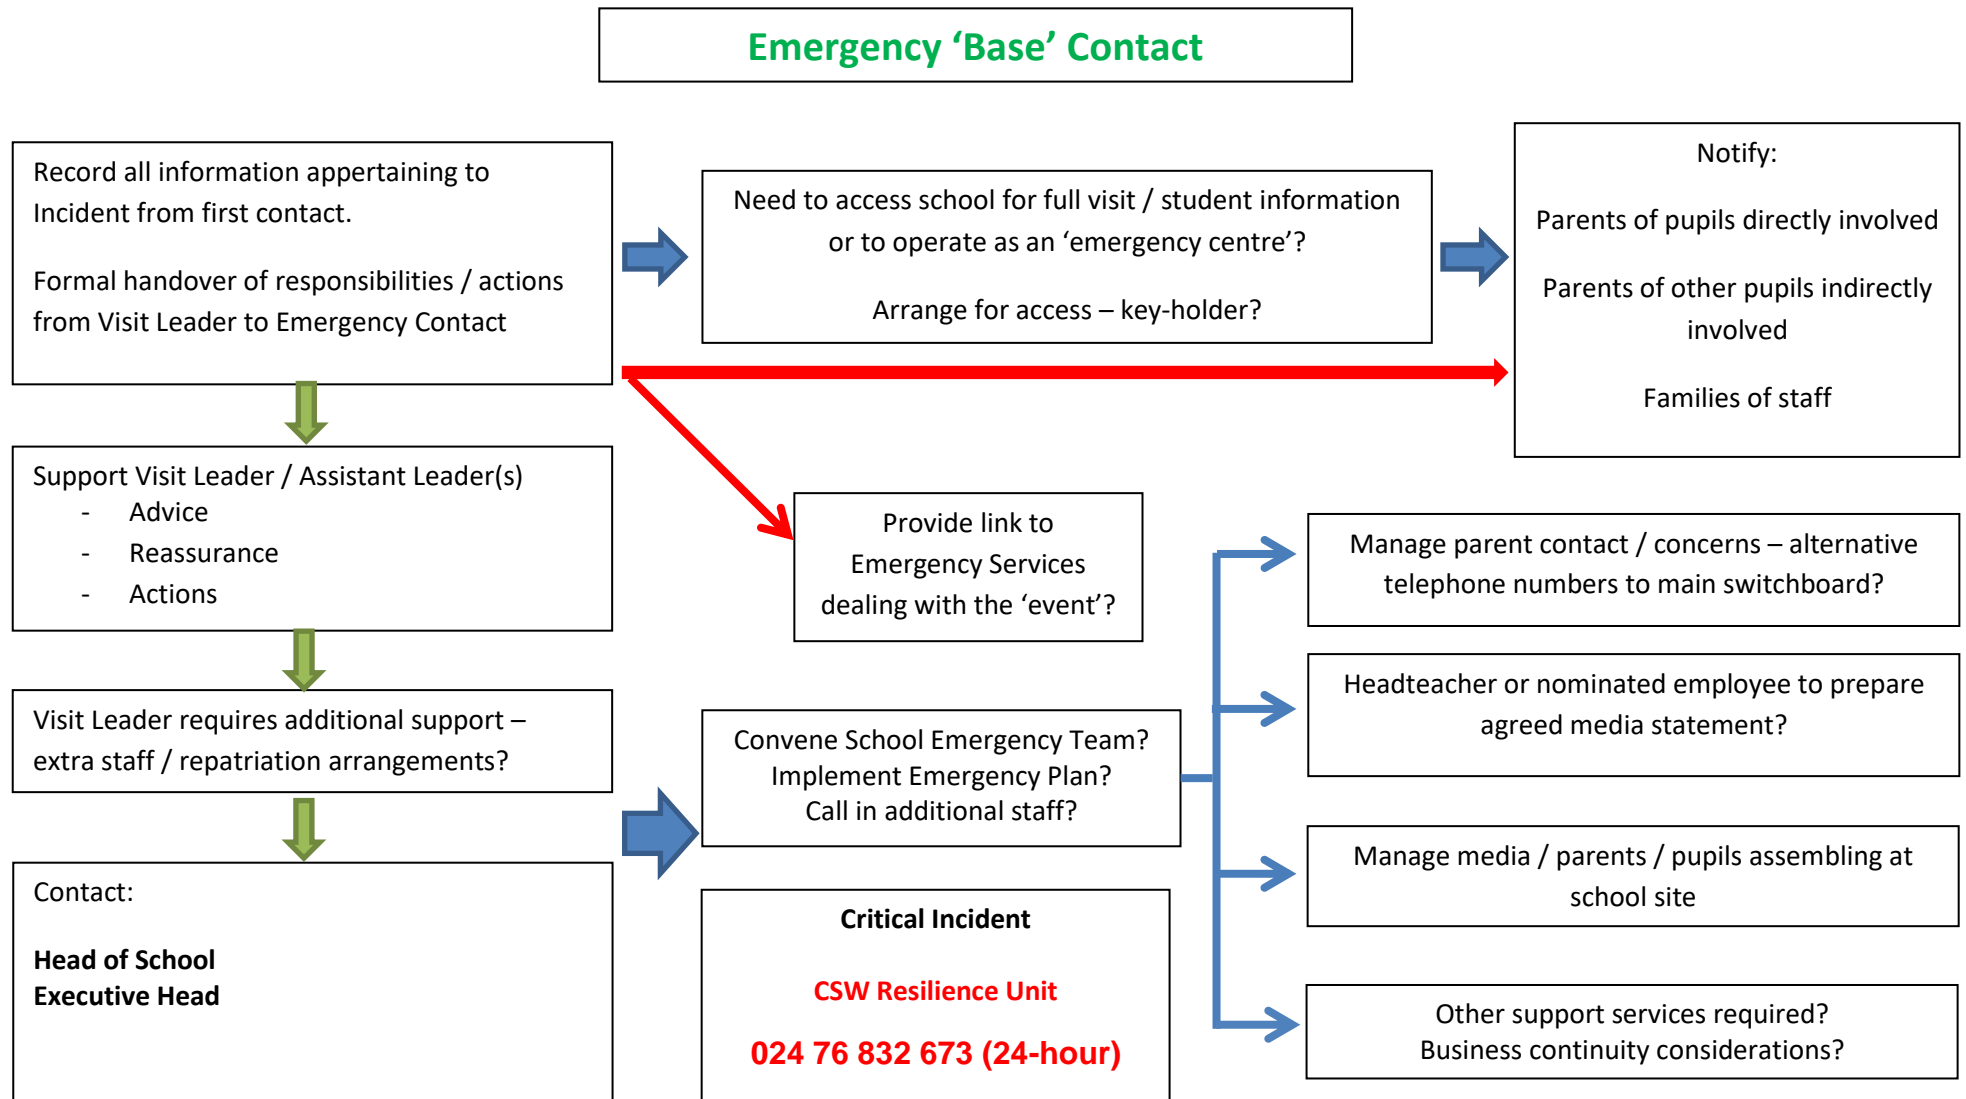 Emergency ‘Base’ Contact
Record all information appertaining to
Incident from first contact.
Formal handover of responsibilities / actions
from Visit Leader to Emergency Contact
Need to access school for full visit / student information
or to operate as an ‘emergency centre’?
Arrange for access – key-holder?
Notify:
Parents of pupils directly involved
Parents of other pupils indirectly
involved
Families of staff
Support Visit Leader / Assistant Leader(s)
- Advice
- Reassurance
- Actions
Provide link to
Emergency Services
dealing with the ‘event’?
Manage parent contact / concerns – alternative
telephone numbers to main switchboard?
Visit Leader requires additional support –
extra staff / repatriation arrangements?
Convene School Emergency Team?
Implement Emergency Plan?
Call in additional staff?
Headteacher or nominated employee to prepare
agreed media statement?
Manage media / parents / pupils assembling at
school site
Contact:
Head of School
Executive Head
Critical Incident
CSW Resilience Unit
024 76 832 673 (24-hour)
Other support services required?
Business continuity considerations?